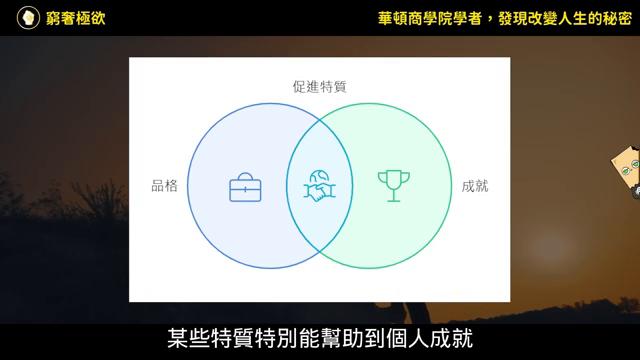 窮奢極欲
華頓商學院學者，發現改變人生的秘密
促進特質
品格
成就
某些特質特別能幫助到個人成就